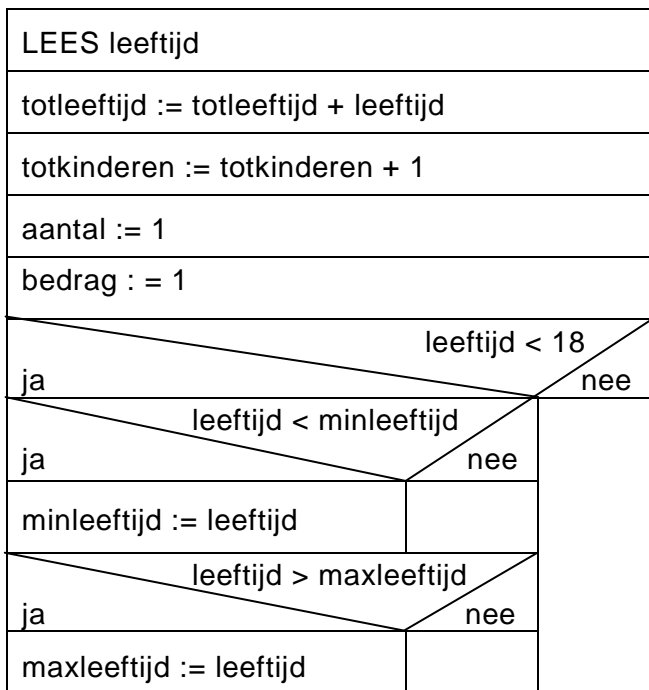 LEES leeftijd
totleeftijd := totleeftijd + leeftijd
totkinderen := totkinderen + 1
aantal := 1
bedrag : = 1
leeftijd < 18
ja nee
leeftijd < minleeftijd
ja nee
minleeftijd := leeftijd
leeftijd > maxleeftijd
ja nee
maxleeftijd := leeftijd